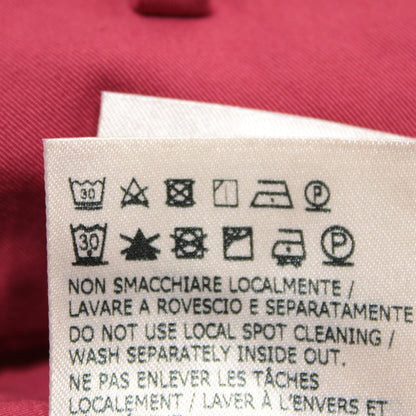 30 P
30 P
NON SMACCHIARE LOCALMENTE /
LAVARE A ROVESCIO E SEPARATAMENTE
DO NOT USE LOCAL SPOT CLEANING /
WASH SEPARATELY INSIDE OUT.
NE PAS ENLEVER LES TÂCHES
LOCALEMENT / LAVER À L'ENVERS ET